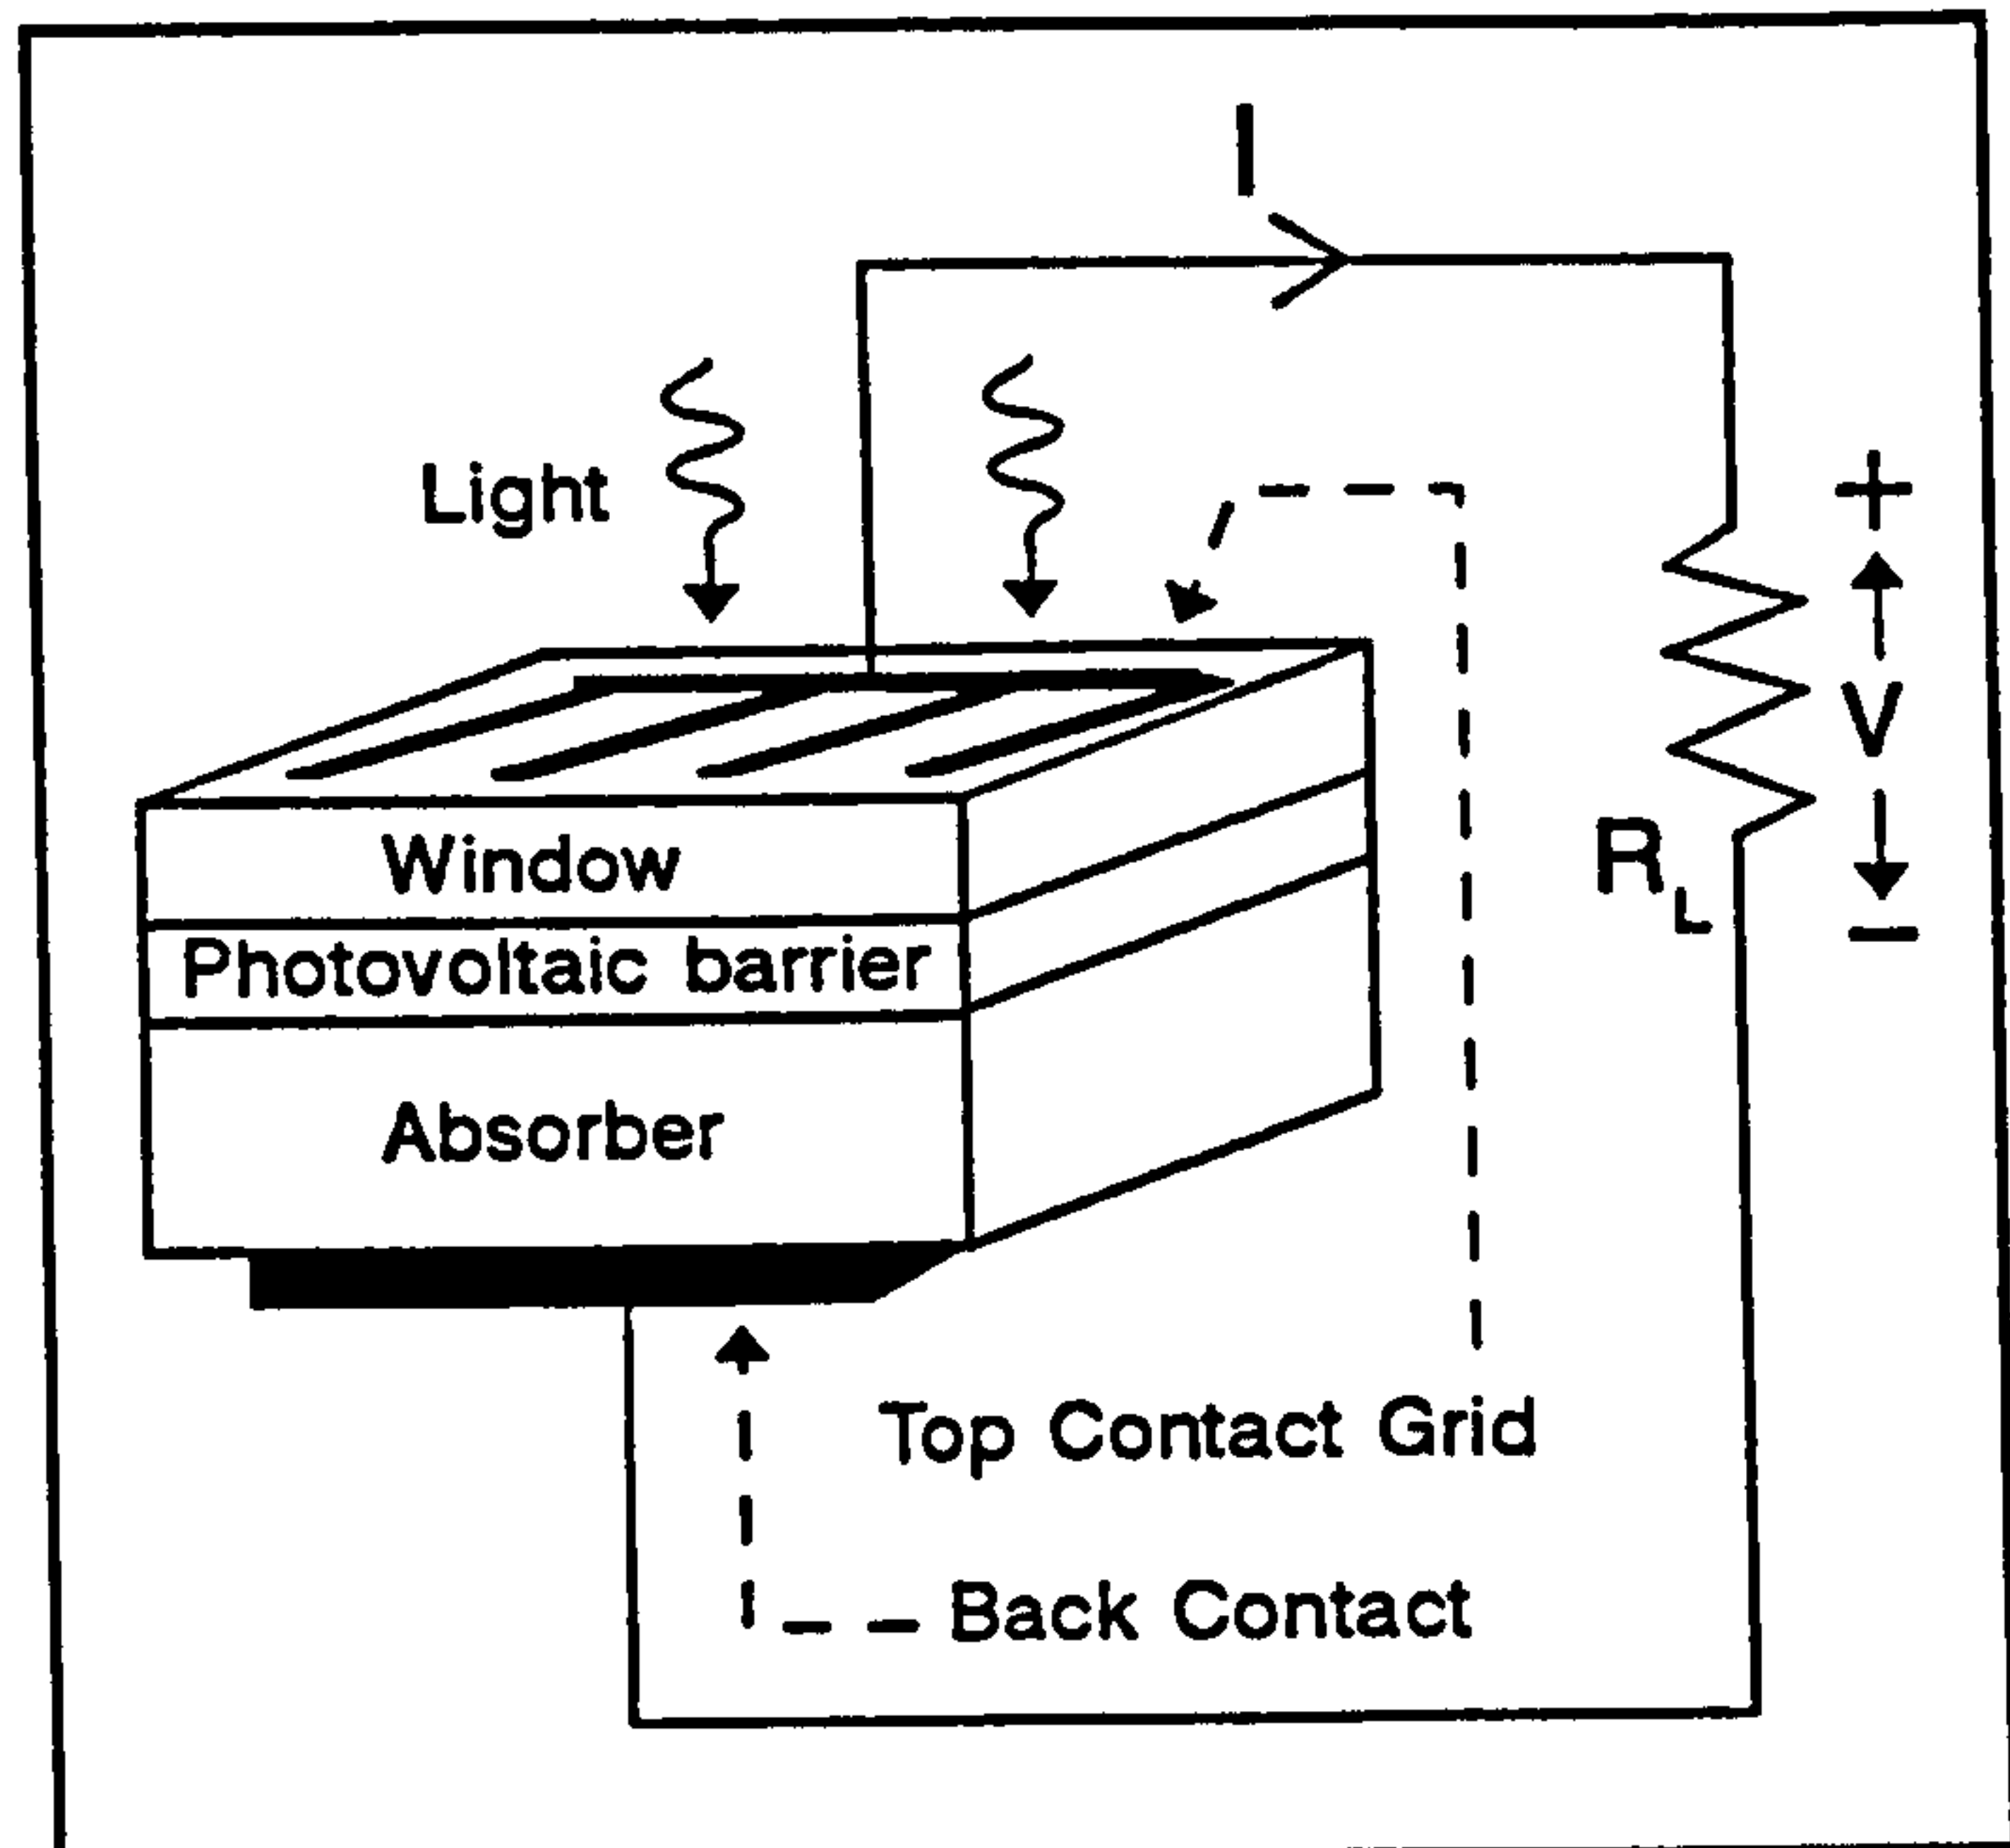 I
Light
+
V
R_L
−
Window
Photovoltaic barrier
Absorber
Top Contact Grid
Back Contact